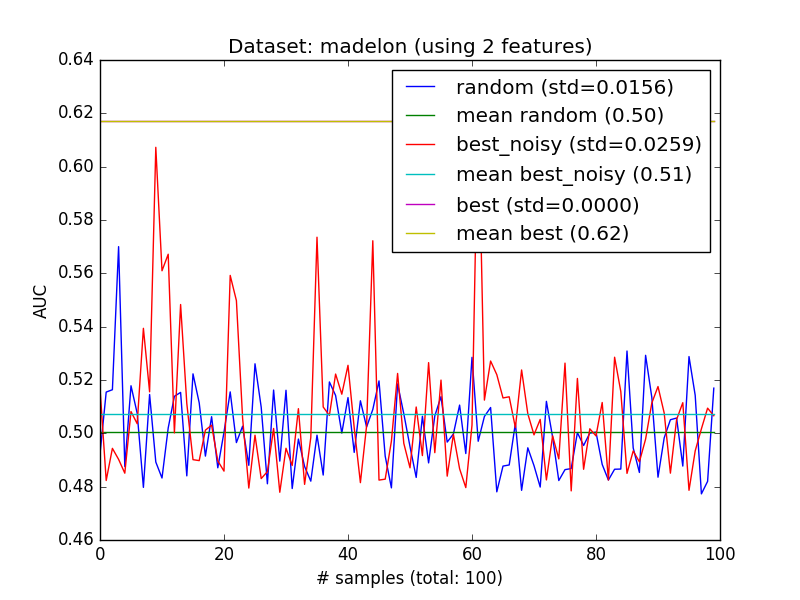 Dataset: madelon (using 2 features)
0.64
0.62
0.60
0.58
0.56
0.54
0.52
0.50
0.48
0.46
AUC
random (std=0.0156)
mean random (0.50)
best_noisy (std=0.0259)
mean best_noisy (0.51)
best (std=0.0000)
mean best (0.62)
0 20 40 60 80 100
# samples (total: 100)